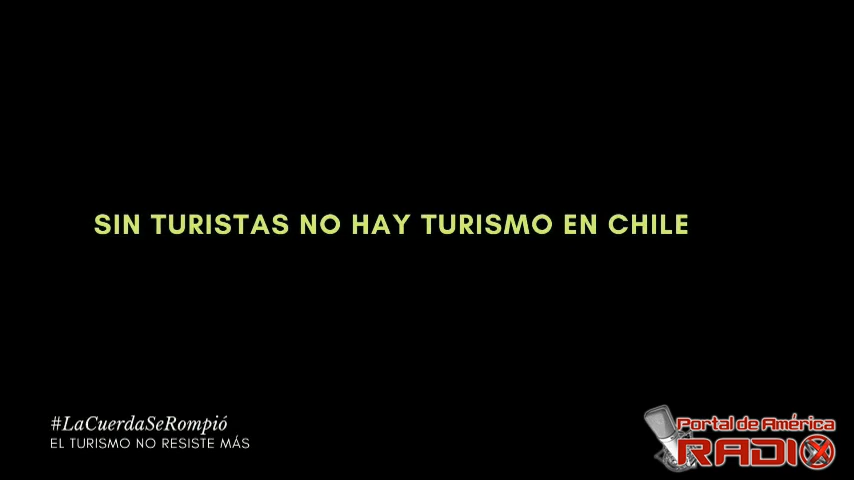 SIN TURISTAS NO HAY TURISMO EN CHILE
#LaCuerdaSeRompió
EL TURISMO NO RESISTE MÁS
Portal de América
RADIO